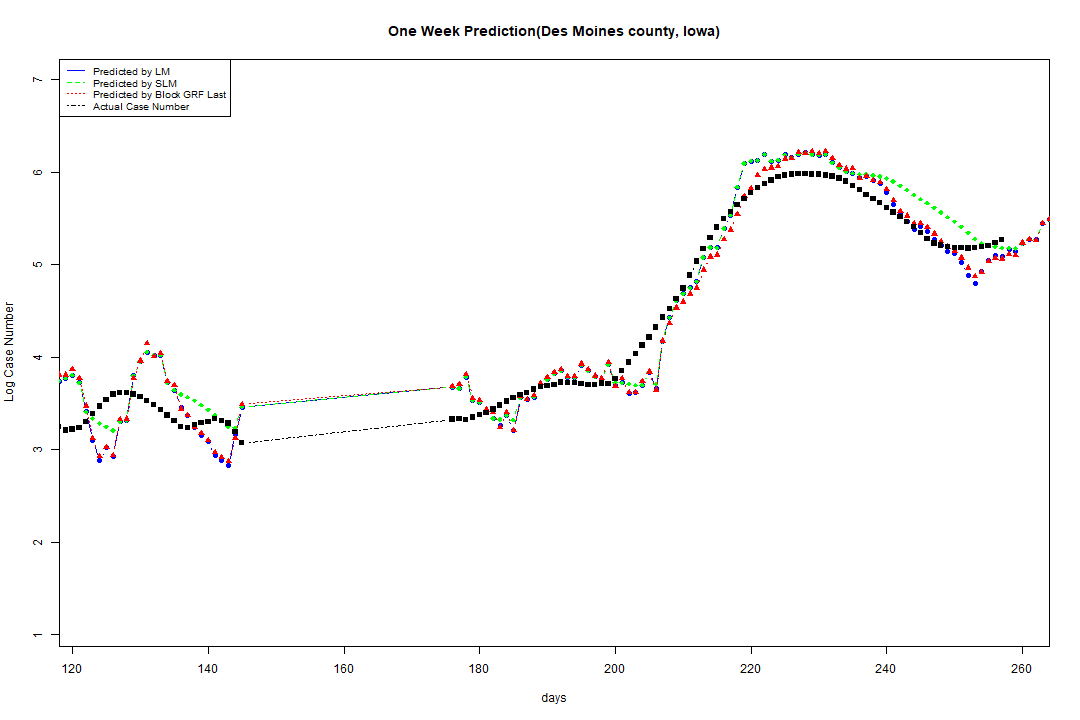 One Week Prediction(Des Moines county, Iowa)
Predicted by LM
Predicted by SLM
Predicted by Block GRF Last
Actual Case Number
7
6
5
4
3
2
1
Log Case Number
120 140 160 180 200 220 240 260
days